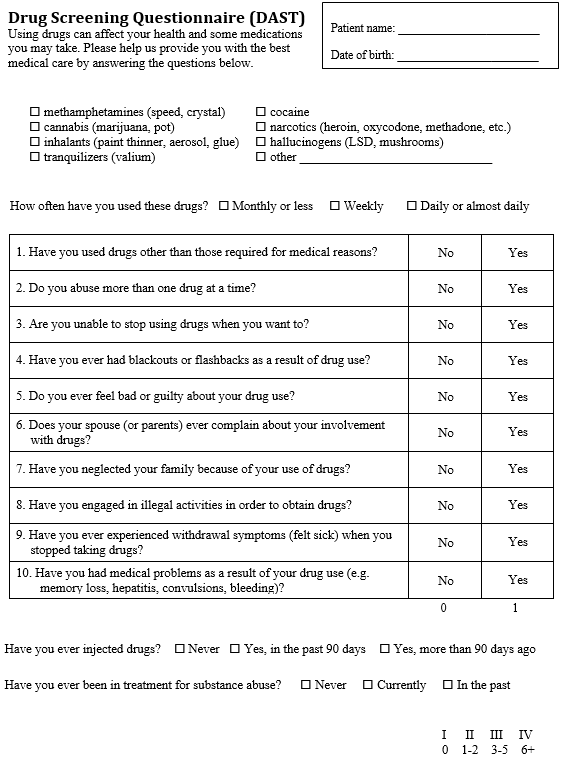 Drug Screening Questionnaire (DAST)
Using drugs can affect your health and some medications
you may take. Please help us provide you with the best
medical care by answering the questions below.
Patient name: ____________________
Date of birth: ____________________
☐ methamphetamines (speed, crystal) ☐ cocaine
☐ cannabis (marijuana, pot) ☐ narcotics (heroin, oxycodone, methadone, etc.)
☐ inhalants (paint thinner, aerosol, glue) ☐ hallucinogens (LSD, mushrooms)
☐ tranquilizers (valium) ☐ other ____________________
How often have you used these drugs? ☐ Monthly or less ☐ Weekly ☐ Daily or almost daily
1. Have you used drugs other than those required for medical reasons? No Yes
2. Do you abuse more than one drug at a time? No Yes
3. Are you unable to stop using drugs when you want to? No Yes
4. Have you ever had blackouts or flashbacks as a result of drug use? No Yes
5. Do you ever feel bad or guilty about your drug use? No Yes
6. Does your spouse (or parents) ever complain about your involvement
with drugs? No Yes
7. Have you neglected your family because of your use of drugs? No Yes
8. Have you engaged in illegal activities in order to obtain drugs? No Yes
9. Have you ever experienced withdrawal symptoms (felt sick) when you
stopped taking drugs? No Yes
10. Have you had medical problems as a result of your drug use (e.g.
memory loss, hepatitis, convulsions, bleeding)? No Yes
0 1
Have you ever injected drugs? ☐ Never ☐ Yes, in the past 90 days ☐ Yes, more than 90 days ago
Have you ever been in treatment for substance abuse? ☐ Never ☐ Currently ☐ In the past
I II III IV
0 1-2 3-5 6+